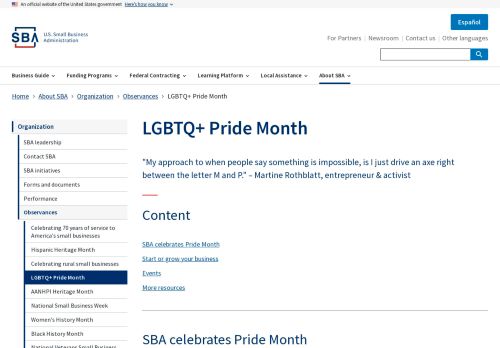 An official website of the United States government Here's how you know
Español
SBA U.S. Small Business
Administration
For Partners Newsroom Contact us Other languages
Business Guide Funding Programs Federal Contracting Learning Platform Local Assistance About SBA
Home > About SBA > Organization > Observances > LGBTQ+ Pride Month
Organization
SBA leadership
Contact SBA
SBA initiatives
Forms and documents
Performance
Observances
Celebrating 70 years of service to
America's small businesses
Hispanic Heritage Month
Celebrating rural small businesses
LGBTQ+ Pride Month
AANHPI Heritage Month
National Small Business Week
Women's History Month
Black History Month
National Veterans Small Business
LGBTQ+ Pride Month
"My approach to when people say something is impossible, is I just drive an axe right
between the letter M and P." – Martine Rothblatt, entrepreneur & activist
Content
SBA celebrates Pride Month
Start or grow your business
Events
More resources
SBA celebrates Pride Month